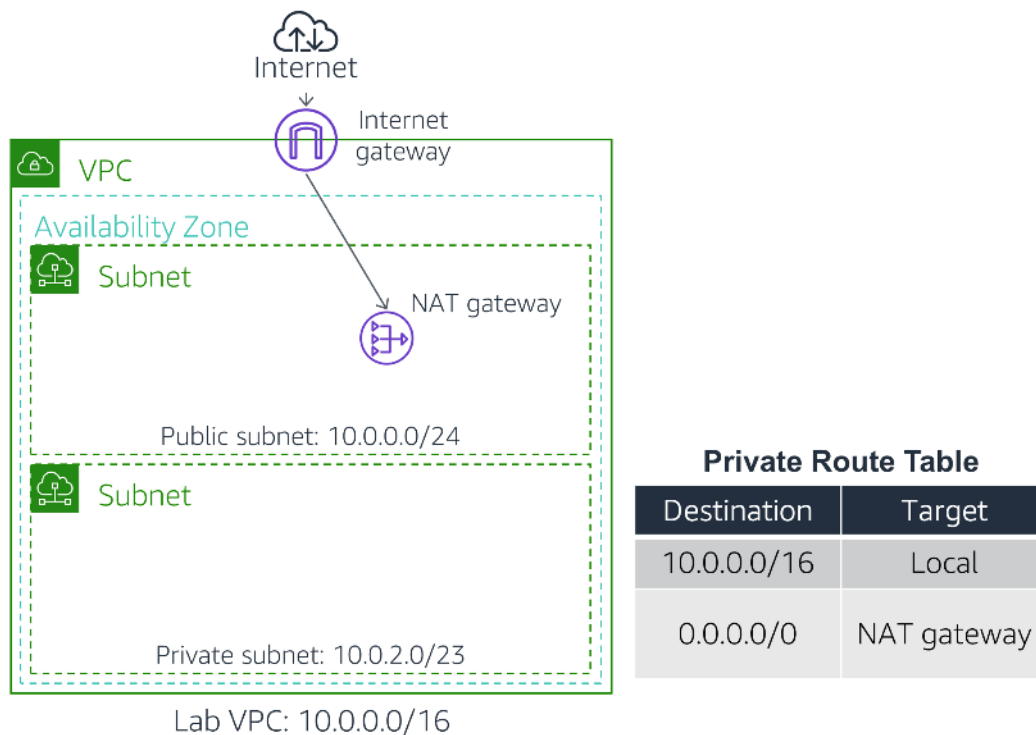 Internet
Internet
gateway
VPC
Availability Zone
Subnet
NAT gateway
Public subnet: 10.0.0.0/24
Subnet
Private subnet: 10.0.2.0/23
Lab VPC: 10.0.0.0/16
Private Route Table
Destination Target
10.0.0.0/16 Local
0.0.0.0/0 NAT gateway